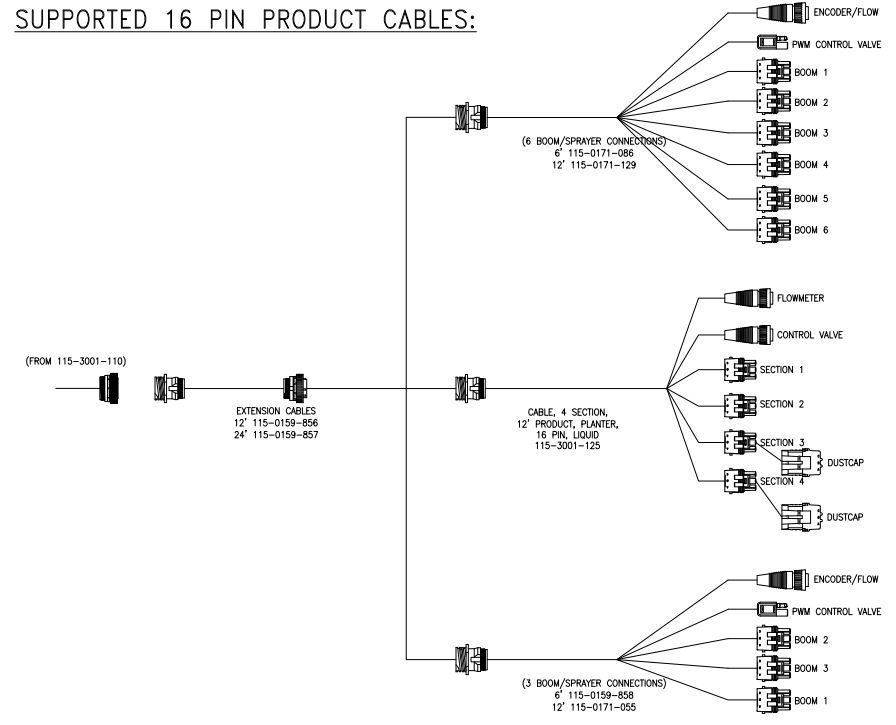 SUPPORTED 16 PIN PRODUCT CABLES:
ENCODER/FLOW
PWM CONTROL VALVE
BOOM 1
BOOM 2
BOOM 3
BOOM 4
BOOM 5
BOOM 6
(6 BOOM/SPRAYER CONNECTIONS)
6' 115-0171-086
12' 115-0171-129
FLOWMETER
CONTROL VALVE
SECTION 1
SECTION 2
SECTION 3
DUSTCAP
SECTION 4
DUSTCAP
(FROM 115-3001-110)
EXTENSION CABLES
12' 115-0159-856
24' 115-0159-857
CABLE, 4 SECTION,
12' PRODUCT, PLANTER,
16 PIN, LIQUID
115-3001-125
ENCODER/FLOW
PWM CONTROL VALVE
BOOM 2
BOOM 3
BOOM 1
(3 BOOM/SPRAYER CONNECTIONS)
6' 115-0159-858
12' 115-0171-055